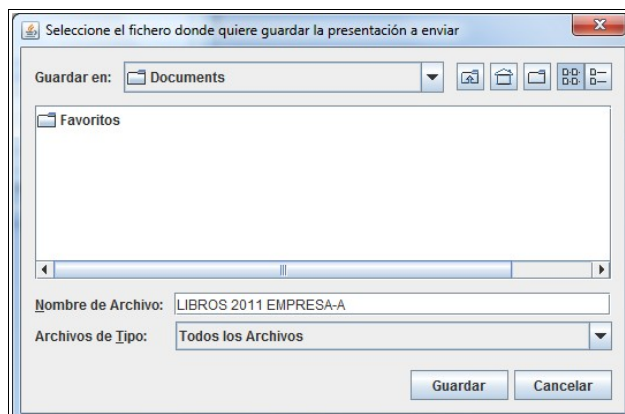 Seleccione el fichero donde quiere guardar la presentación a enviar
Guardar en: Documents
Favoritos
Nombre de Archivo: LIBROS 2011 EMPRESA-A
Archivos de Tipo: Todos los Archivos
Guardar Cancelar